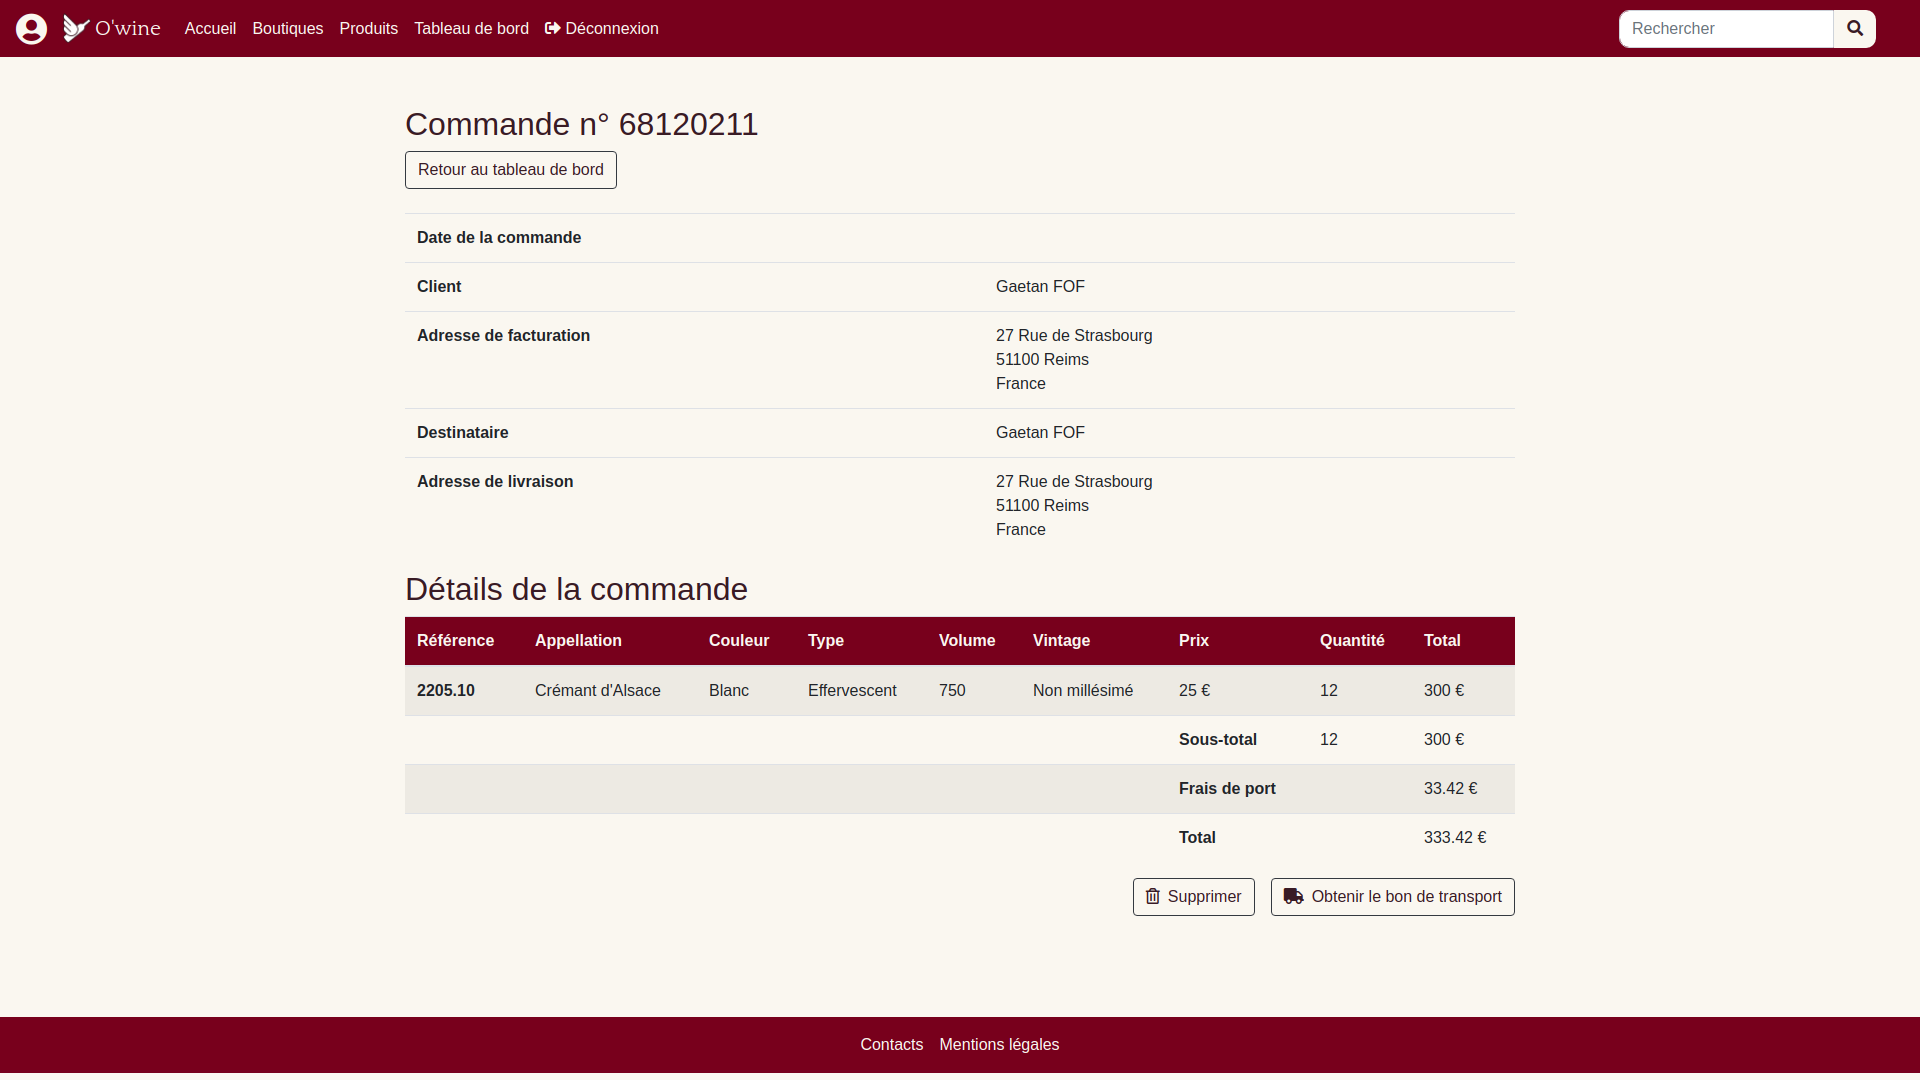 O'wine Accueil Boutiques Produits Tableau de bord Déconnexion Rechercher
Commande n° 68120211
Retour au tableau de bord
Date de la commande
Client Gaetan FOF
Adresse de facturation 27 Rue de Strasbourg
51100 Reims
France
Destinataire Gaetan FOF
Adresse de livraison 27 Rue de Strasbourg
51100 Reims
France
Détails de la commande
Référence Appellation Couleur Type Volume Vintage Prix Quantité Total
2205.10 Crémant d'Alsace Blanc Effervescent 750 Non millésimé 25 € 12 300 €
Sous-total 12 300 €
Frais de port 33.42 €
Total 333.42 €
Supprimer Obtenir le bon de transport
Contacts Mentions légales